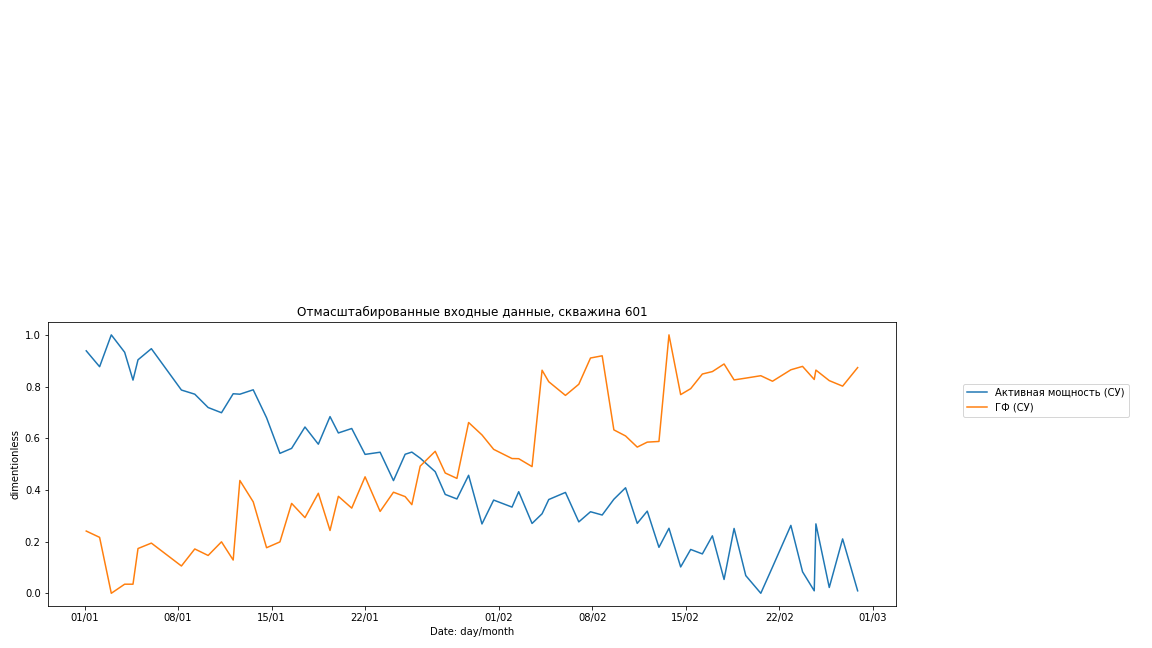 Отмасштабированные входные данные, скважина 601
1.0
0.8
0.6
0.4
0.2
0.0
dimentionless
01/01 08/01 15/01 22/01 01/02 08/02 15/02 22/02 01/03
Date: day/month
Активная мощность (СУ)
ГФ (СУ)